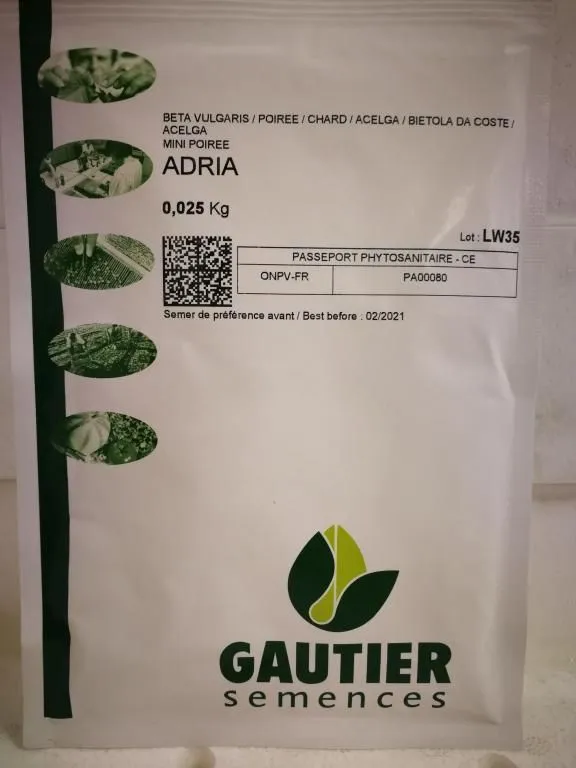 BETA VULGARIS / POIREE / CHARD / ACELGA / BIETOLA DA COSTE /
ACELGA
MINI POIREE
ADRIA
0,025 Kg
Lot : LW35
PASSEPORT PHYTOSANITAIRE - CE
ONPV-FR PA00080
Semer de préférence avant / Best before : 02/2021
GAUTIER
semences